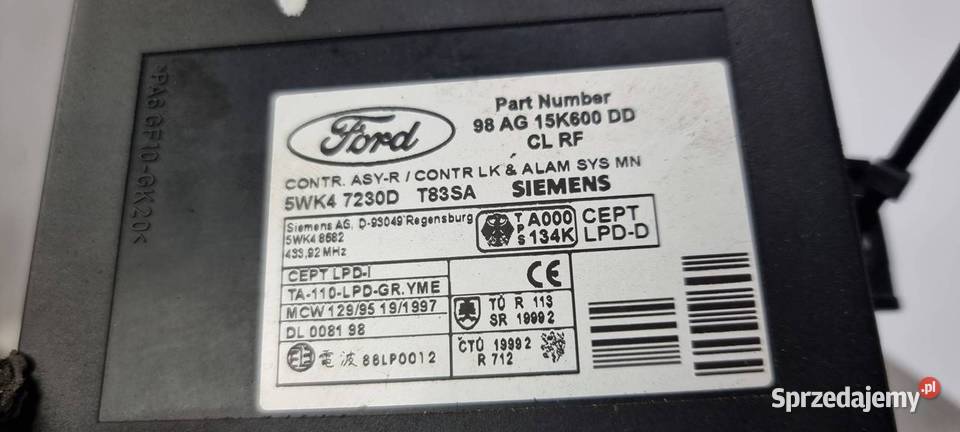 *PA6 GF10-GK20<
Ford
Part Number
98 AG 15K600 DD
CL RF
CONTR. ASY-R / CONTR LK & ALAM SYS MN
5WK4 7230D T83SA SIEMENS
Siemens AG, D-93049 Regensburg
5WK4 8682
433,92 MHz
TPS
A000
134K
CEPT
LPD-D
CEPT LPD-I
TA-110-LPD-GR.YME
MCW 129/95 19/1997
DL 0081 98
電波 88LP0012
CE
TÚ R 113
SR 1999 2
ČTÚ 1999 2
R 712
Sprzedajemy.pl